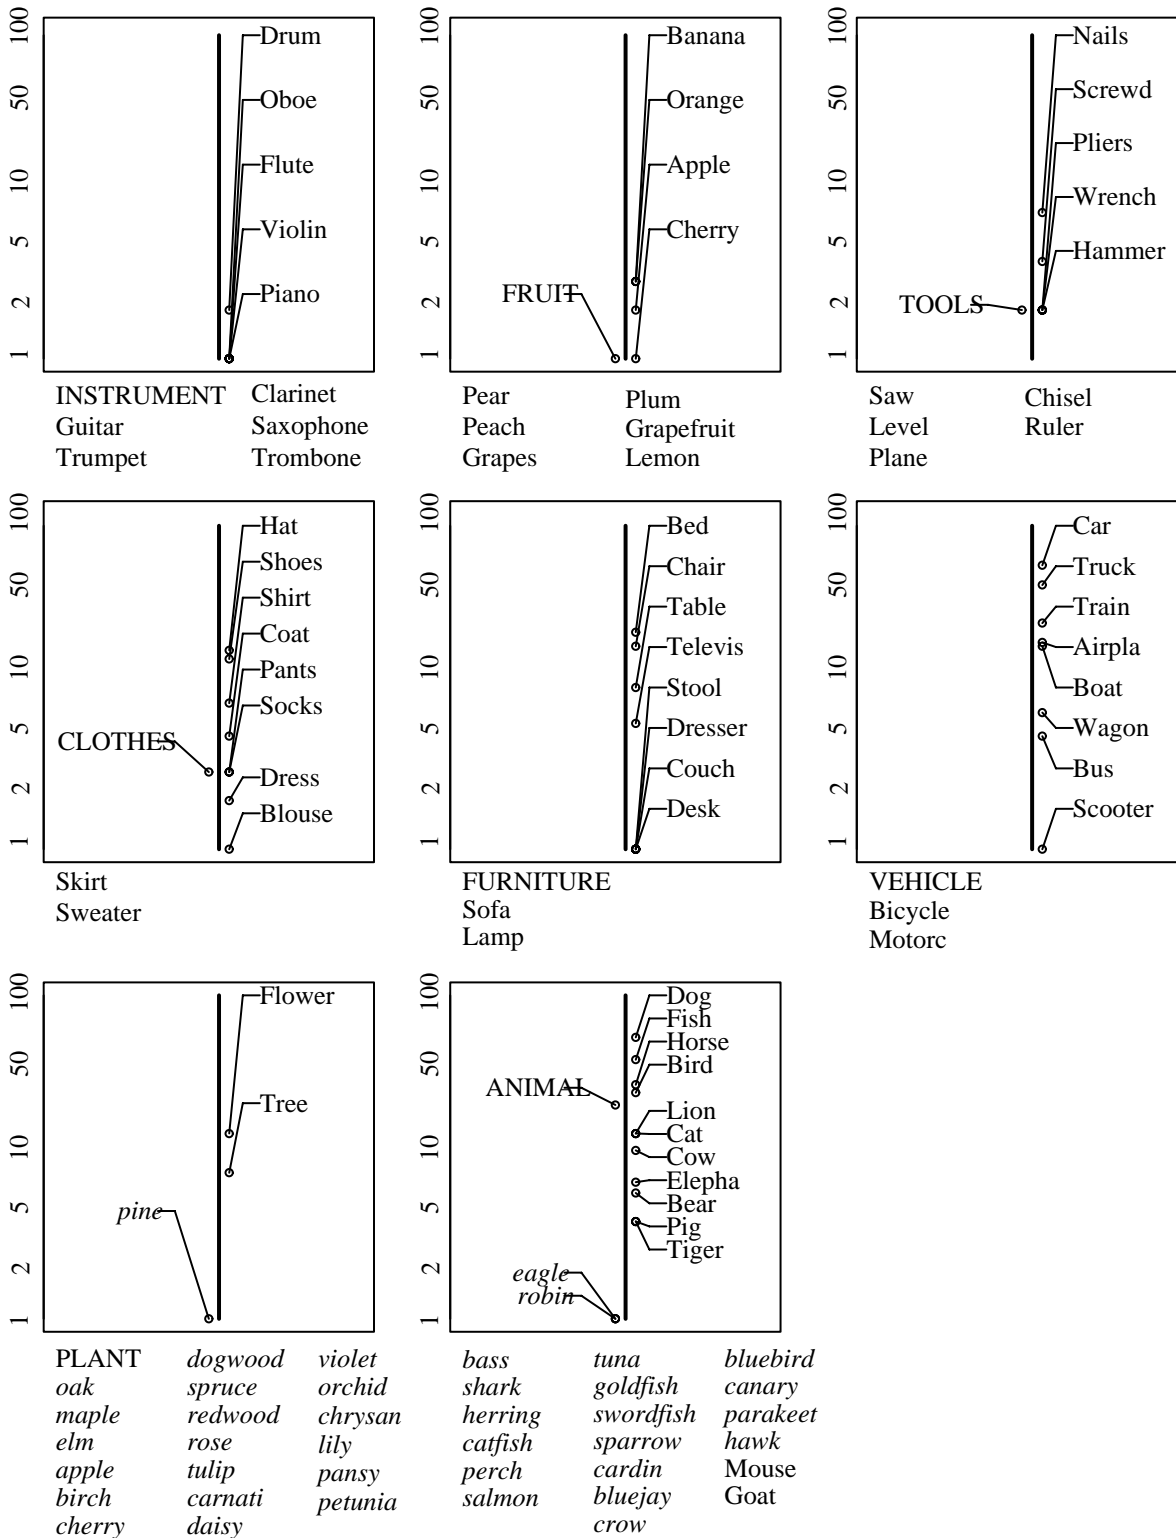 100
50
10
5
2
1
Drum
Oboe
Flute
Violin
Piano
INSTRUMENT
Guitar
Trumpet
Clarinet
Saxophone
Trombone
100
50
10
5
2
1
Banana
Orange
Apple
Cherry
FRUIT
Pear
Peach
Grapes
Plum
Grapefruit
Lemon
100
50
10
5
2
1
Nails
Screwd
Pliers
Wrench
Hammer
TOOLS
Saw
Level
Plane
Chisel
Ruler
100
50
10
5
2
1
Hat
Shoes
Shirt
Coat
Pants
Socks
CLOTHES
Dress
Blouse
Skirt
Sweater
100
50
10
5
2
1
Bed
Chair
Table
Televis
Stool
Dresser
Couch
Desk
FURNITURE
Sofa
Lamp
100
50
10
5
2
1
Car
Truck
Train
Airpla
Boat
Wagon
Bus
Scooter
VEHICLE
Bicycle
Motorc
100
50
10
5
2
1
Flower
Tree
pine
PLANT
oak
maple
elm
apple
birch
cherry
dogwood
spruce
redwood
rose
tulip
carnati
daisy
violet
orchid
chrysan
lily
pansy
petunia
100
50
10
5
2
1
Dog
Fish
Horse
Bird
ANIMAL
Lion
Cat
Cow
Elepha
Bear
Pig
Tiger
eagle
robin
bass
shark
herring
catfish
perch
salmon
tuna
goldfish
swordfish
sparrow
cardin
bluejay
crow
bluebird
canary
parakeet
hawk
Mouse
Goat